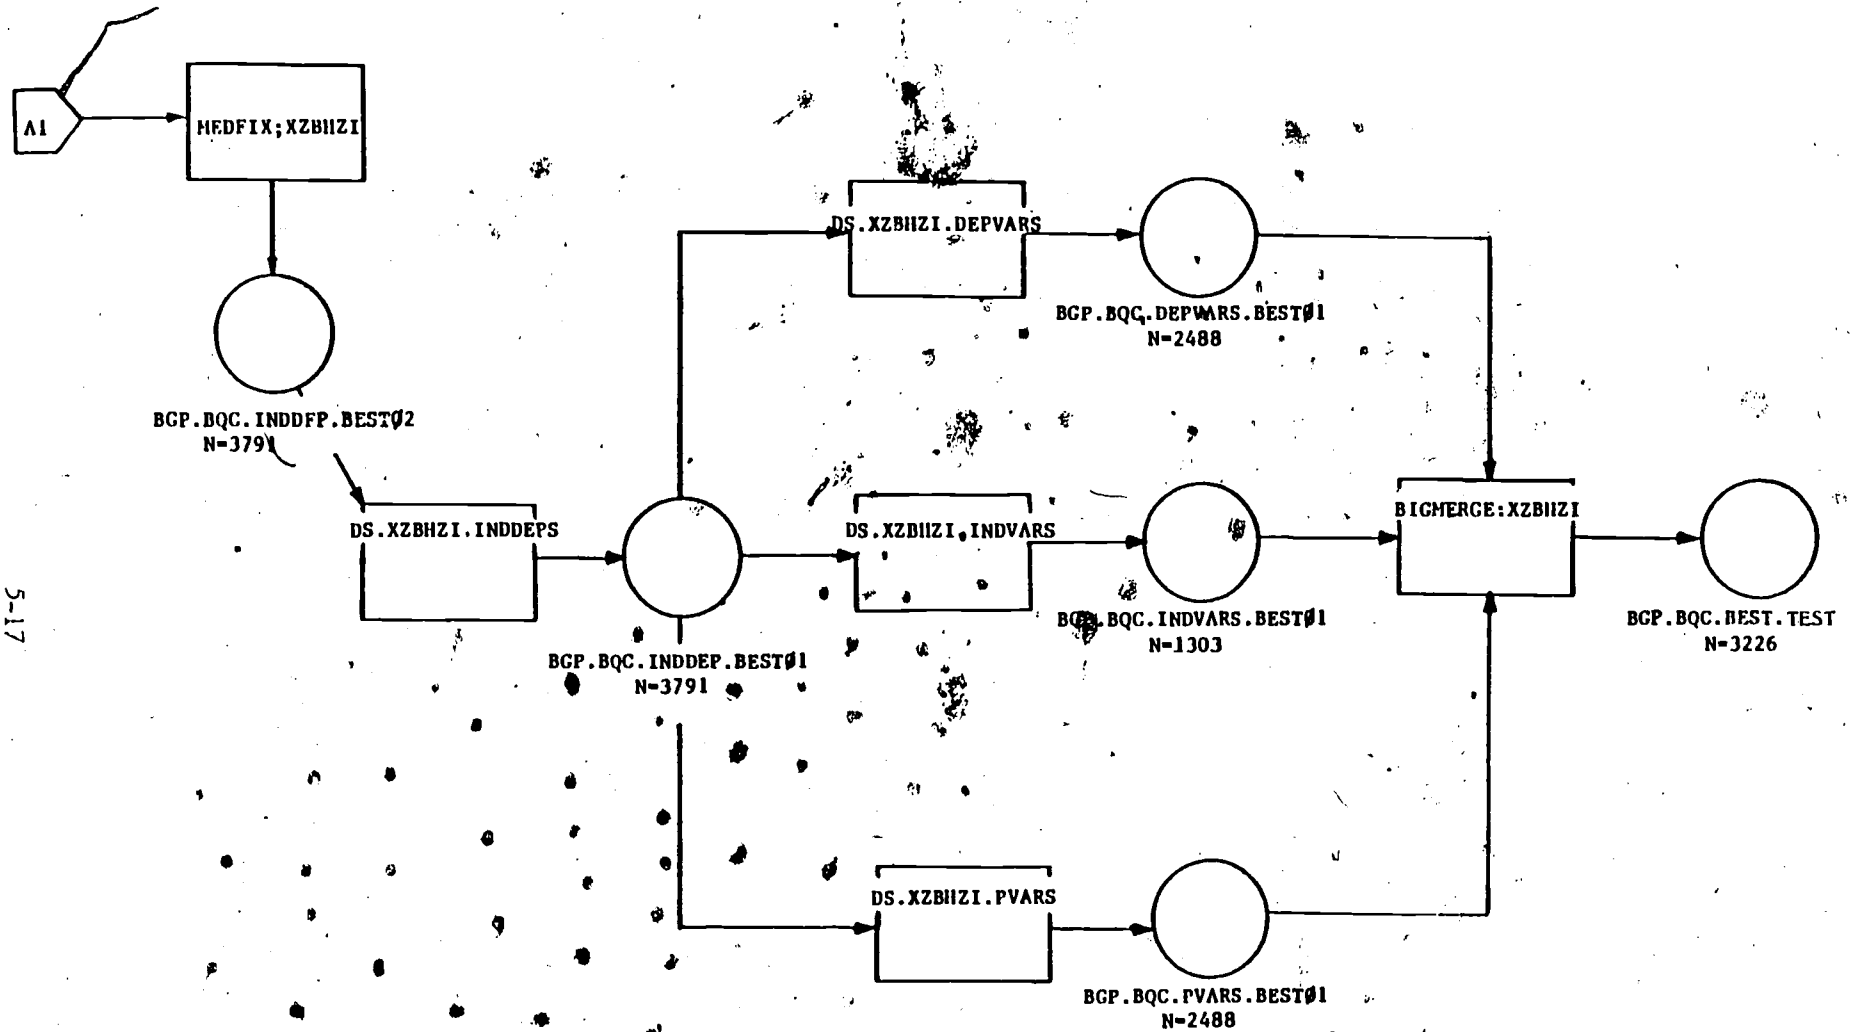 A1
MEDFIX;XZBHZI
BGP.BQC.INDDEP.BESTØ2
N=3791
DS.XZBHZI.INDDEPS
BGP.BQC.INDDEP.BESTØ1
N=3791
DS.XZBHZI.DEPVARS
BGP.BQC.DEPVARS.BESTØ1
N=2488
DS.XZBHZI.INDVARS
BGP.BQC.INDVARS.BESTØ1
N=1303
DS.XZBHZI.PVARS
BGP.BQC.PVARS.BESTØ1
N=2488
BIGMERGE:XZBHZI
BGP.BQC.BEST.TEST
N=3226
5-17